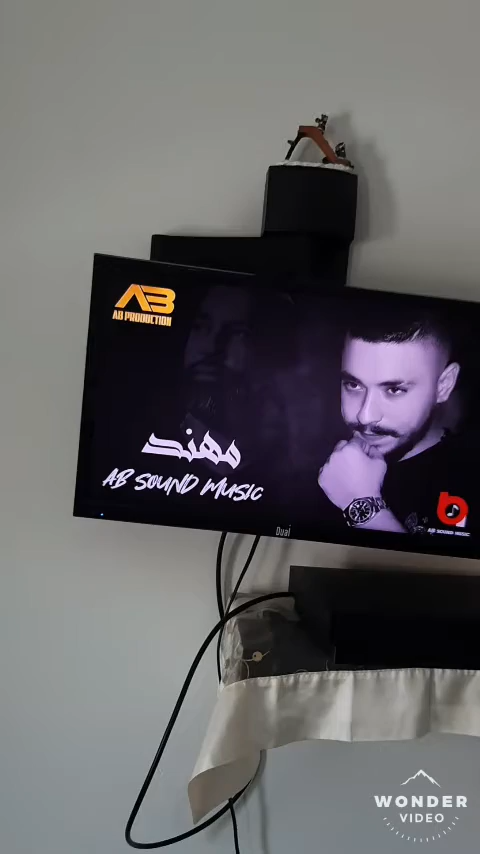 AB
AB PRODUCTION
مهند
AB SOUND MUSIC
Dual
AB SOUND MUSIC
WONDER
VIDEO